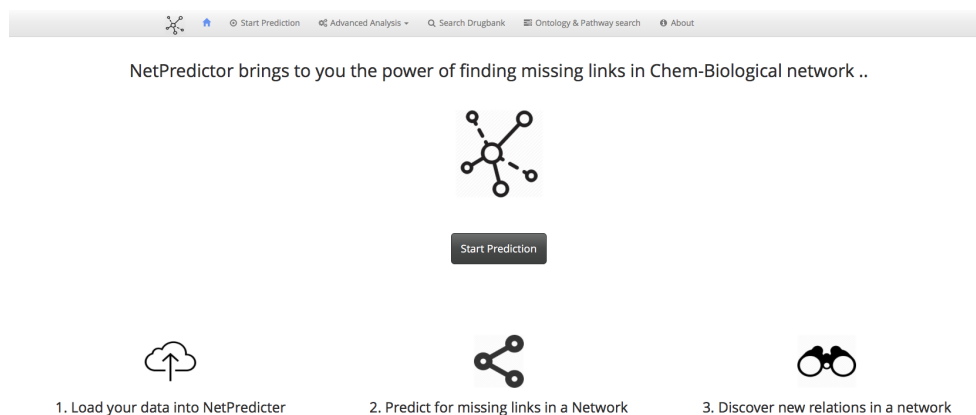 Start Prediction Advanced Analysis Search Drugbank Ontology & Pathway search About
NetPredictor brings to you the power of finding missing links in Chem-Biological network ..
Start Prediction
1. Load your data into NetPredicter 2. Predict for missing links in a Network 3. Discover new relations in a network